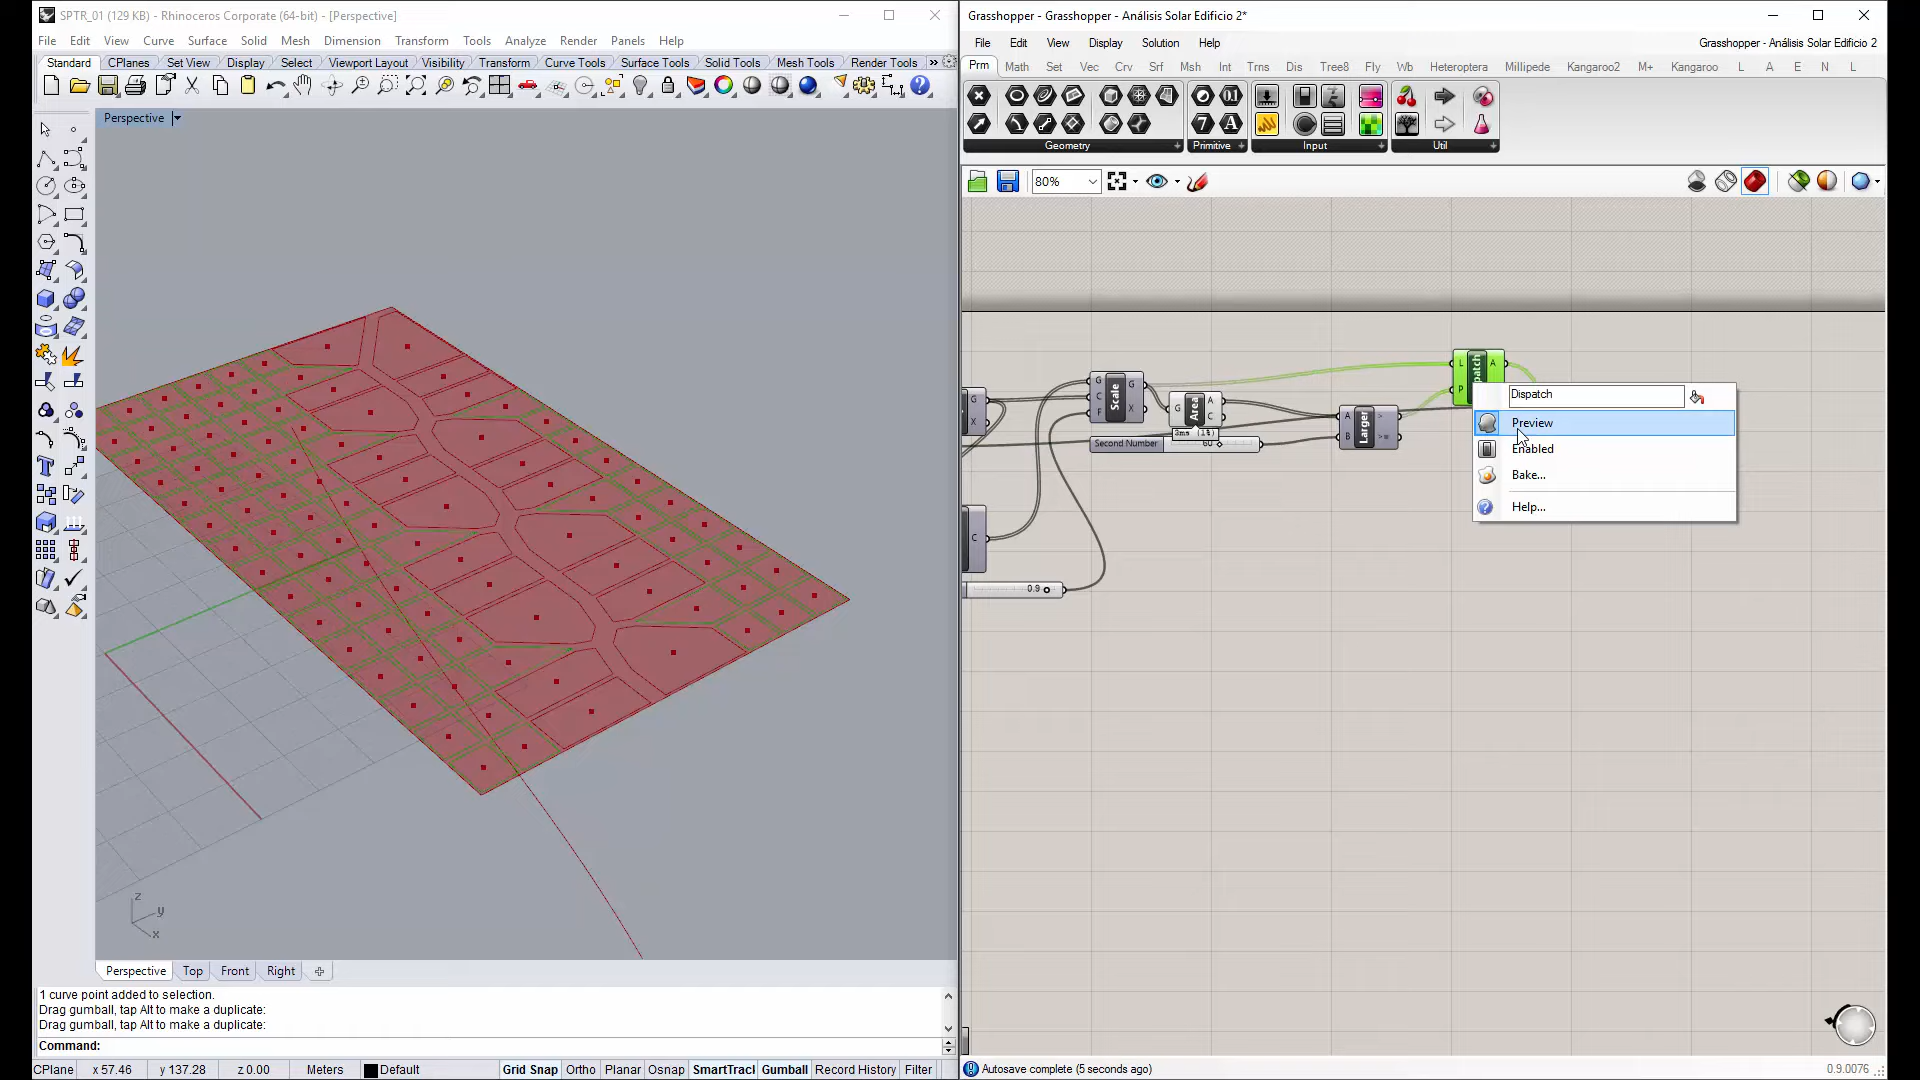 SPTR_01 (129 KB) - Rhinoceros Corporate (64-bit) - [Perspective]
File Edit View Curve Surface Solid Mesh Dimension Transform Tools Analyze Render Panels Help
Standard CPlanes Set View Display Select Viewport Layout Visibility Transform Curve Tools Surface Tools Solid Tools Mesh Tools Render Tools »
Perspective
z
y
x
Perspective Top Front Right
1 curve point added to selection.
Drag gumball, tap Alt to make a duplicate:
Drag gumball, tap Alt to make a duplicate:
Command:
CPlane x 57.46 y 137.28 z 0.00 Meters Default Grid Snap Ortho Planar Osnap SmartTracl Gumball Record History Filter
Grasshopper - Grasshopper - Análisis Solar Edificio 2*
File Edit View Display Solution Help
Grasshopper - Análisis Solar Edificio 2
Prm Math Set Vec Crv Srf Msh Int Trns Dis Tree8 Fly Wb Heteroptera Millipede Kangaroo2 M+ Kangaroo L A E N L
Geometry Primitive Input Util
80%
G X
Scale G C F G X
Area G A C
3ms (1%)
Second Number 60
Larger A B > >=
L P patch A
C
0.9
Dispatch
Preview
Enabled
Bake...
Help...
Autosave complete (5 seconds ago)
0.9.0076